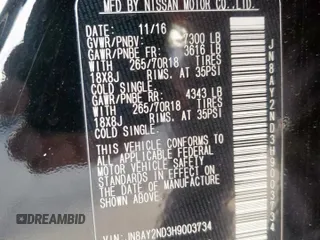 MFD BY NISSAN MOTOR CO.,LTD.
11/16
GVWR/PNBV: 7300 LB
GAWR/PNBE FR: 3616 LB
WITH 265/70R18 TIRES
18X8J RIMS. AT 35PSI
COLD SINGLE.
GAWR/PNBE RR: 4343 LB
WITH 265/70R18 TIRES
18X8J RIMS. AT 35PSI
COLD SINGLE.
THIS VEHICLE CONFORMS TO
ALL APPLICABLE FEDERAL
MOTOR VEHICLE SAFETY
STANDARDS IN EFFECT ON
THE DATE OF MANUFACTURE
SHOWN ABOVE.
VIN: JN8AY2ND3H9003734
JN8AY2ND3H9003734
AUTOBIDHISTORY